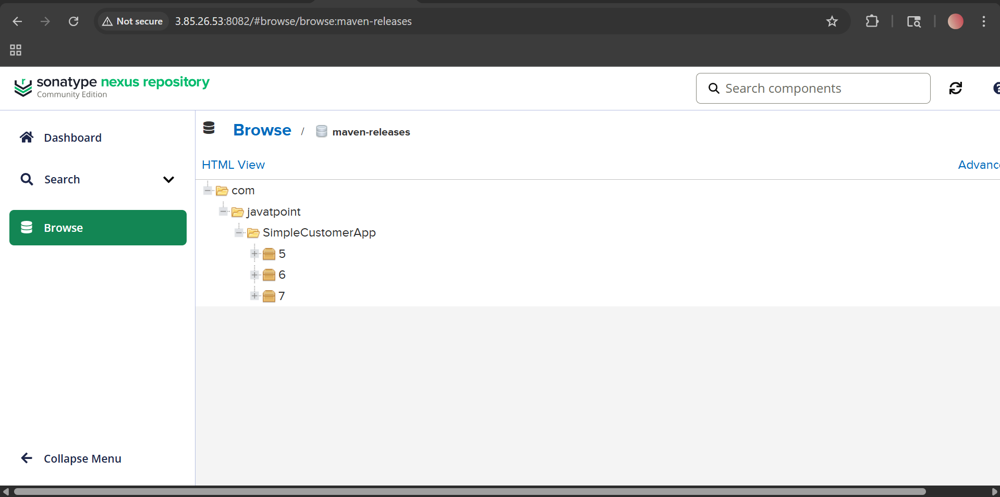 Not secure 3.85.26.53:8082/#browse/browse:maven-releases
sonatype nexus repository
Community Edition
Search components
Dashboard
Search
Browse
Collapse Menu
Browse / maven-releases
HTML View
Advanc
com
javatpoint
SimpleCustomerApp
5
6
7